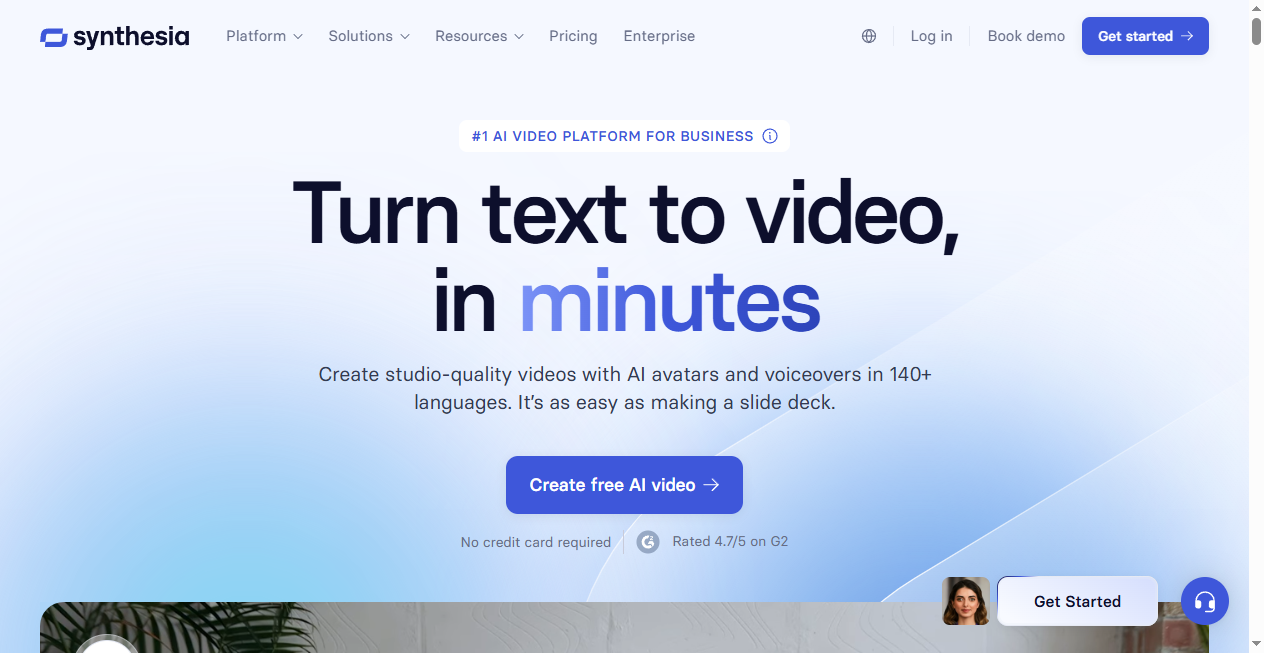 synthesia
Platform
Solutions
Resources
Pricing
Enterprise
Log in
Book demo
Get started
#1 AI VIDEO PLATFORM FOR BUSINESS
Turn text to video,
in minutes
Create studio-quality videos with AI avatars and voiceovers in 140+
languages. It's as easy as making a slide deck.
Create free AI video
No credit card required
Rated 4.7/5 on G2
Get Started